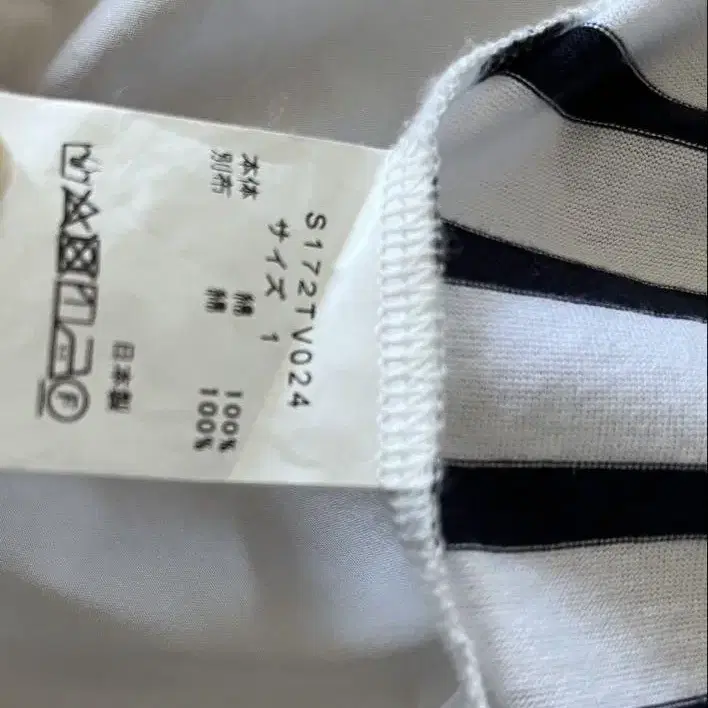 S172TV024
サイズ 1
本体 綿 100%
別布 綿 100%
日本製
F